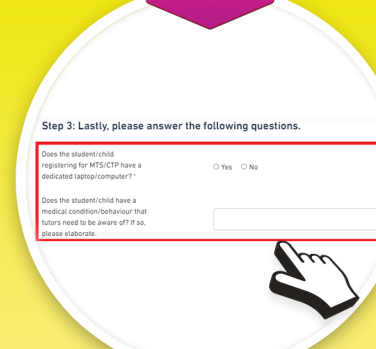 Step 3: Lastly, please answer the following questions.
Does the student/child
registering for MTS/CTP have a
dedicated laptop/computer? *
Yes No
Does the student/child have a
medical condition/behaviour that
tutors need to be aware of? If so,
please elaborate.